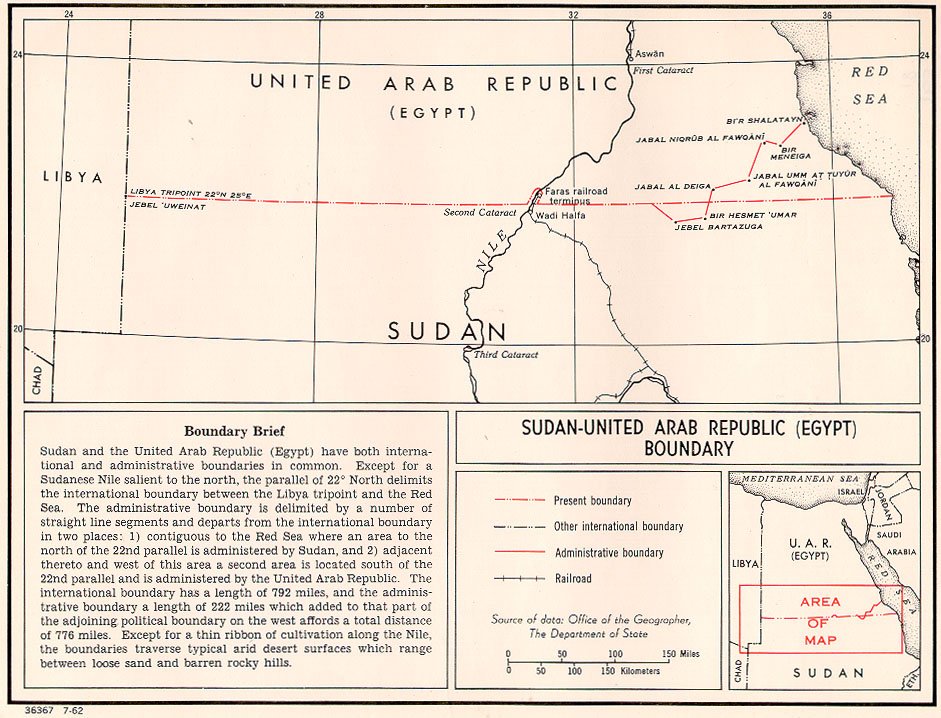 24
28
32
36
24
24
Aswān
First Cataract
RED
SEA
UNITED ARAB REPUBLIC
(EGYPT)
BI'R SHALATAYN
JABAL NIQRŪB AL FAWQĀNĪ
BIR
MENEIGA
LIBYA
JABAL UMM AṬ ṬUYŪR
AL FAWQĀNĪ
JABAL AL DEIGA
LIBYA TRIPOINT 22°N 25°E
JEBEL 'UWEINAT
Faras railroad
terminus
Second Cataract
Wadi Halfa
BIR HESMET 'UMAR
JEBEL BARTAZUGA
NILE
20
SUDAN
20
Third Cataract
CHAD
Boundary Brief
Sudan and the United Arab Republic (Egypt) have both interna-
tional and administrative boundaries in common. Except for a
Sudanese Nile salient to the north, the parallel of 22° North delimits
the international boundary between the Libya tripoint and the Red
Sea. The administrative boundary is delimited by a number of
straight line segments and departs from the international boundary
in two places: 1) contiguous to the Red Sea where an area to the
north of the 22nd parallel is administered by Sudan, and 2) adjacent
thereto and west of this area a second area is located south of the
22nd parallel and is administered by the United Arab Republic. The
international boundary has a length of 792 miles, and the adminis-
trative boundary a length of 222 miles which added to that part of
the adjoining political boundary on the west affords a total distance
of 776 miles. Except for a thin ribbon of cultivation along the Nile,
the boundaries traverse typical arid desert surfaces which range
between loose sand and barren rocky hills.
SUDAN-UNITED ARAB REPUBLIC (EGYPT)
BOUNDARY
Present boundary
Other international boundary
Administrative boundary
Railroad
Source of data: Office of the Geographer,
The Department of State
0 50 100 150 Miles
0 50 100 150 Kilometers
MEDITERRANEAN SEA
ISRAEL
JORDAN
U. A. R.
(EGYPT)
SAUDI
ARABIA
LIBYA
RED SEA
AREA
OF
MAP
CHAD
SUDAN
ETH.
36367 7-62